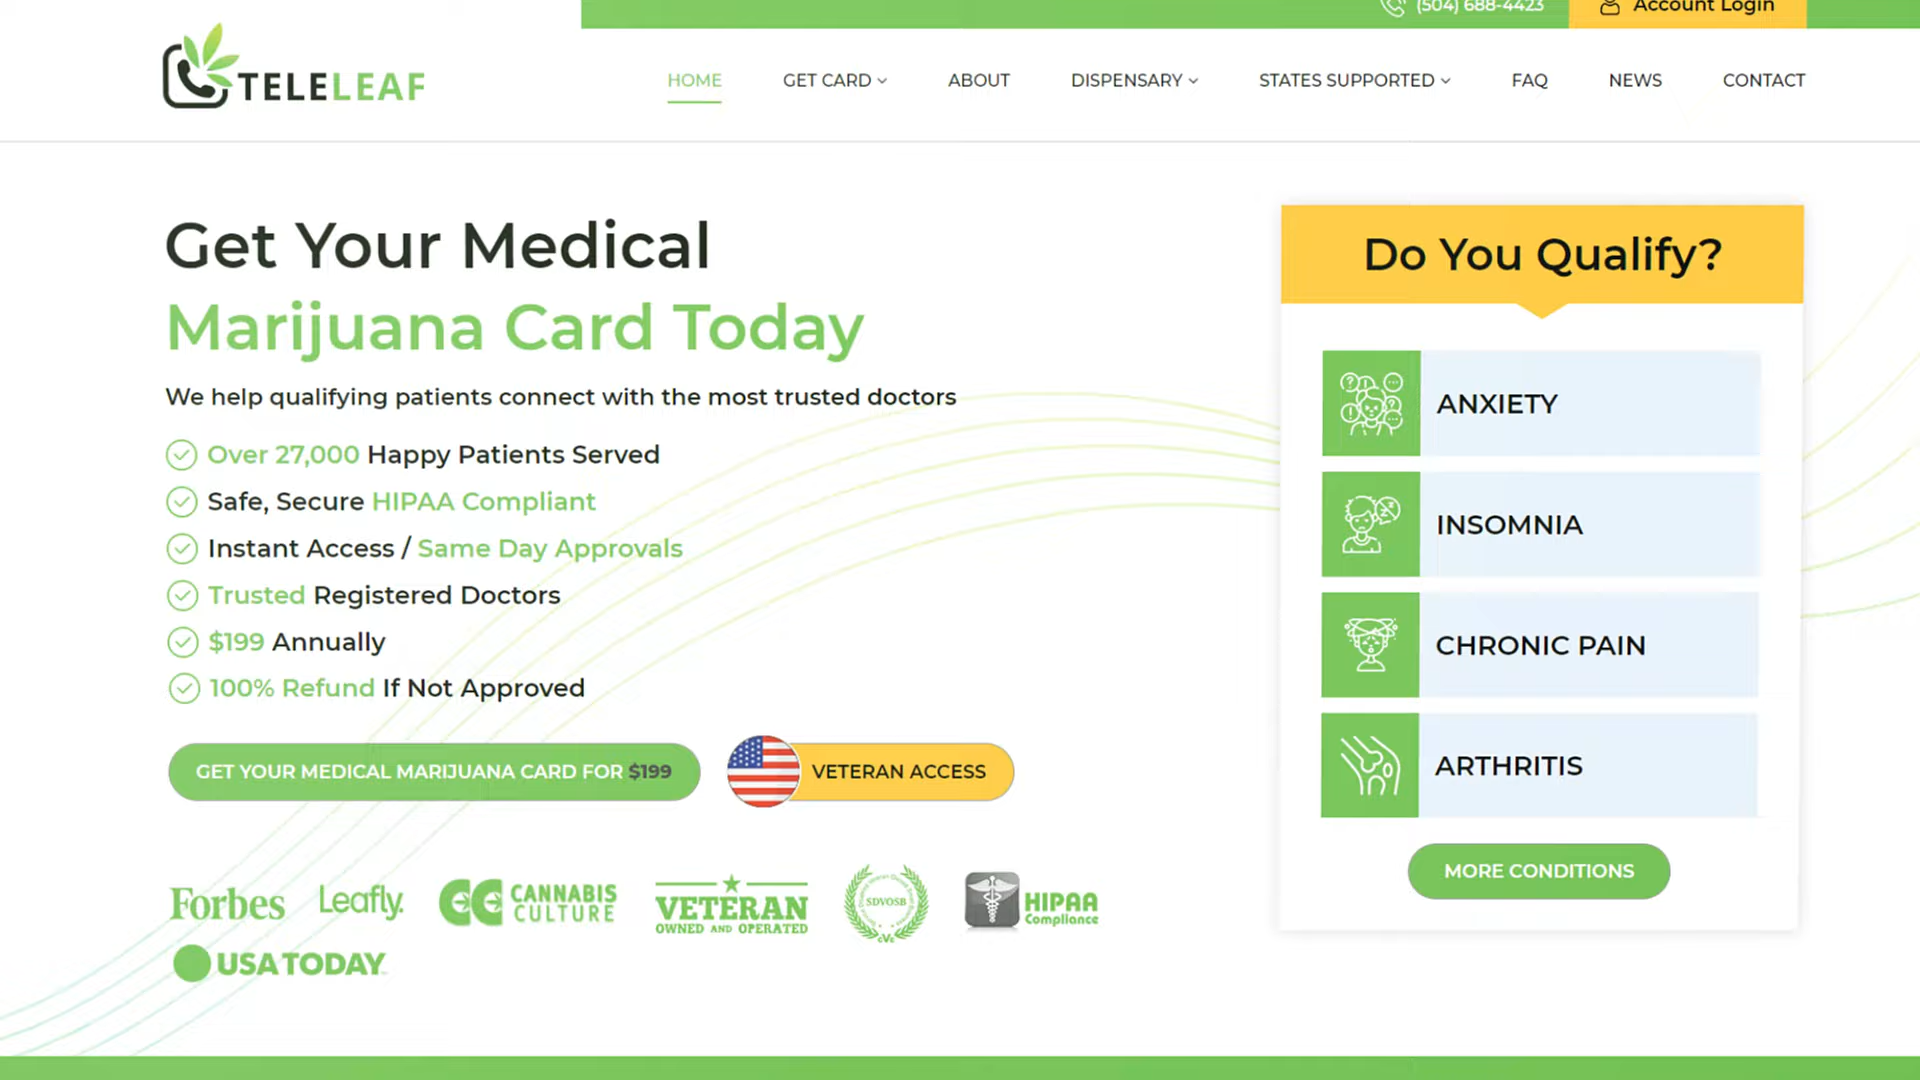 (504) 688-4423
Account Login
TELELEAF
HOME
GET CARD
ABOUT
DISPENSARY
STATES SUPPORTED
FAQ
NEWS
CONTACT
Get Your Medical
Marijuana Card Today
We help qualifying patients connect with the most trusted doctors
Over 27,000 Happy Patients Served
Safe, Secure HIPAA Compliant
Instant Access / Same Day Approvals
Trusted Registered Doctors
$199 Annually
100% Refund If Not Approved
GET YOUR MEDICAL MARIJUANA CARD FOR $199
VETERAN ACCESS
Forbes
Leafly.
CC CANNABIS
CULTURE
VETERAN
OWNED AND OPERATED
SDVOSB
CVE
HIPAA
Compliance
USA TODAY
Do You Qualify?
ANXIETY
INSOMNIA
CHRONIC PAIN
ARTHRITIS
MORE CONDITIONS